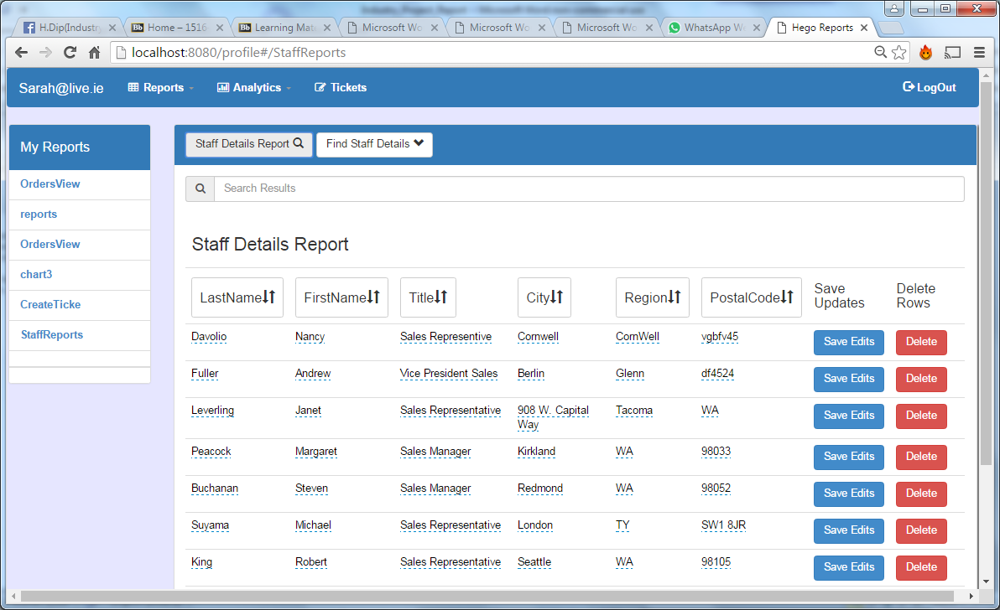 H.Dip(Industry
Home – 1516
Learning Mate
Microsoft Wo
Microsoft Wo
Microsoft Wo
WhatsApp We
Hego Reports
localhost:8080/profile#/StaffReports
Sarah@live.ie Reports Analytics Tickets LogOut
My Reports
OrdersView
reports
OrdersView
chart3
CreateTicke
StaffReports
Staff Details Report Find Staff Details
Search Results
Staff Details Report
LastName FirstName Title City Region PostalCode Save Updates Delete Rows
Davolio Nancy Sales Representive Cornwell CornWell vgbfv45 Save Edits Delete
Fuller Andrew Vice President Sales Berlin Glenn df4524 Save Edits Delete
Leverling Janet Sales Representative 908 W. Capital Way Tacoma WA Save Edits Delete
Peacock Margaret Sales Manager Kirkland WA 98033 Save Edits Delete
Buchanan Steven Sales Manager Redmond WA 98052 Save Edits Delete
Suyama Michael Sales Representative London TY SW1 8JR Save Edits Delete
King Robert Sales Representative Seattle WA 98105 Save Edits Delete